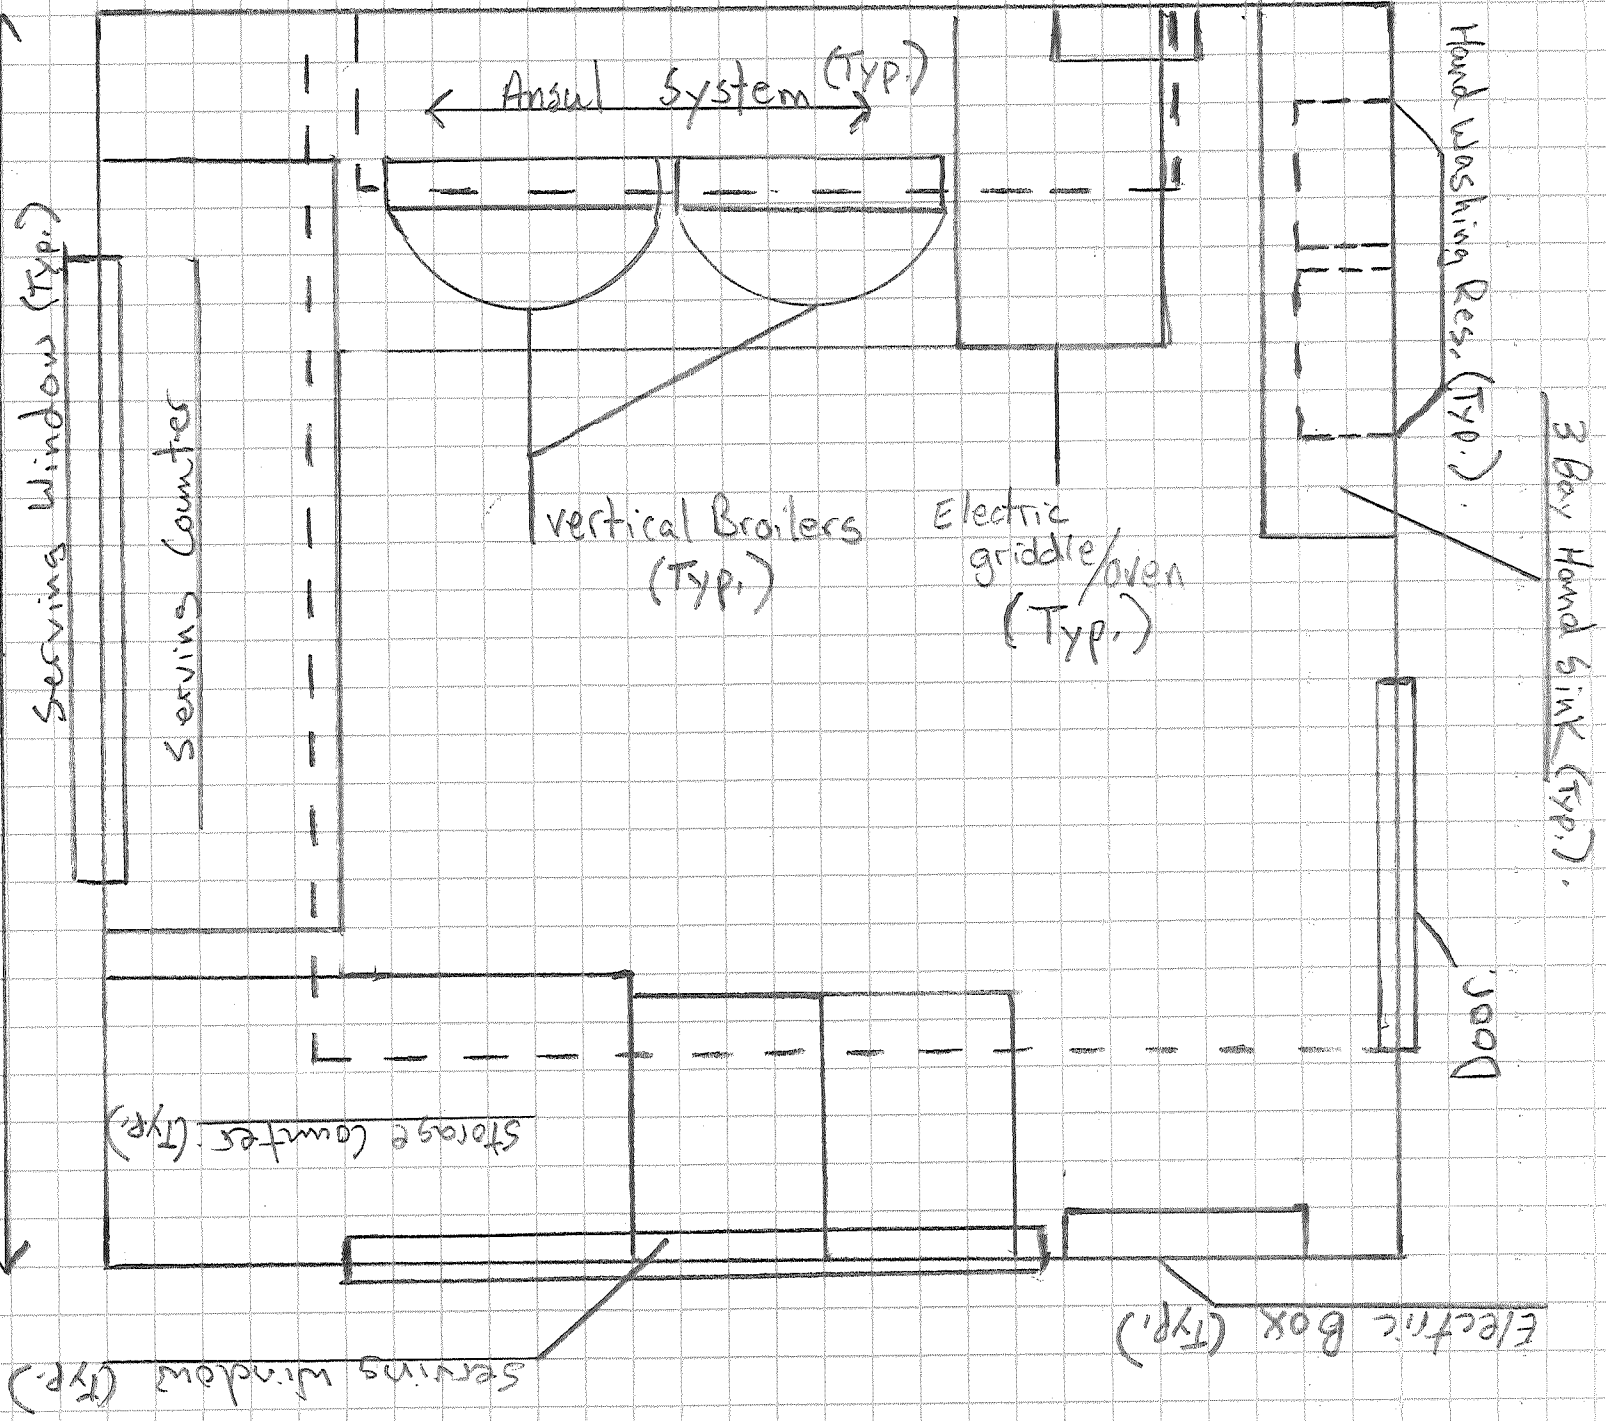 Ansul System (Typ.)
Serving Window (Typ.)
Serving Counter
vertical Broilers
(Typ.)
Electric
griddle/oven
(Typ.)
Hand Washing Res. (Typ.).
3 Bay Hand Sink (Typ.).
Door
Storage Counter. (Typ.)
Electric Box (Typ.)
Serving Window (Typ.)